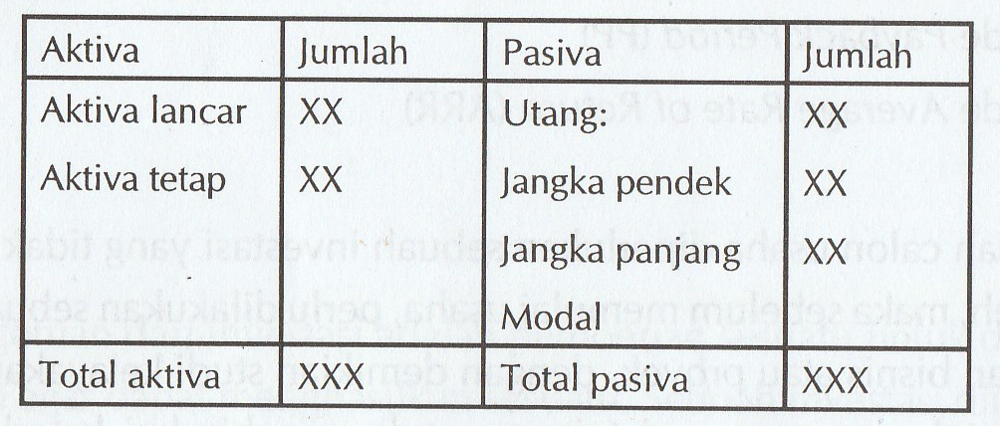 Aktiva Jumlah Pasiva Jumlah
Aktiva lancar XX Utang: XX
Aktiva tetap XX Jangka pendek XX
Jangka panjang XX
Modal
Total aktiva XXX Total pasiva XXX